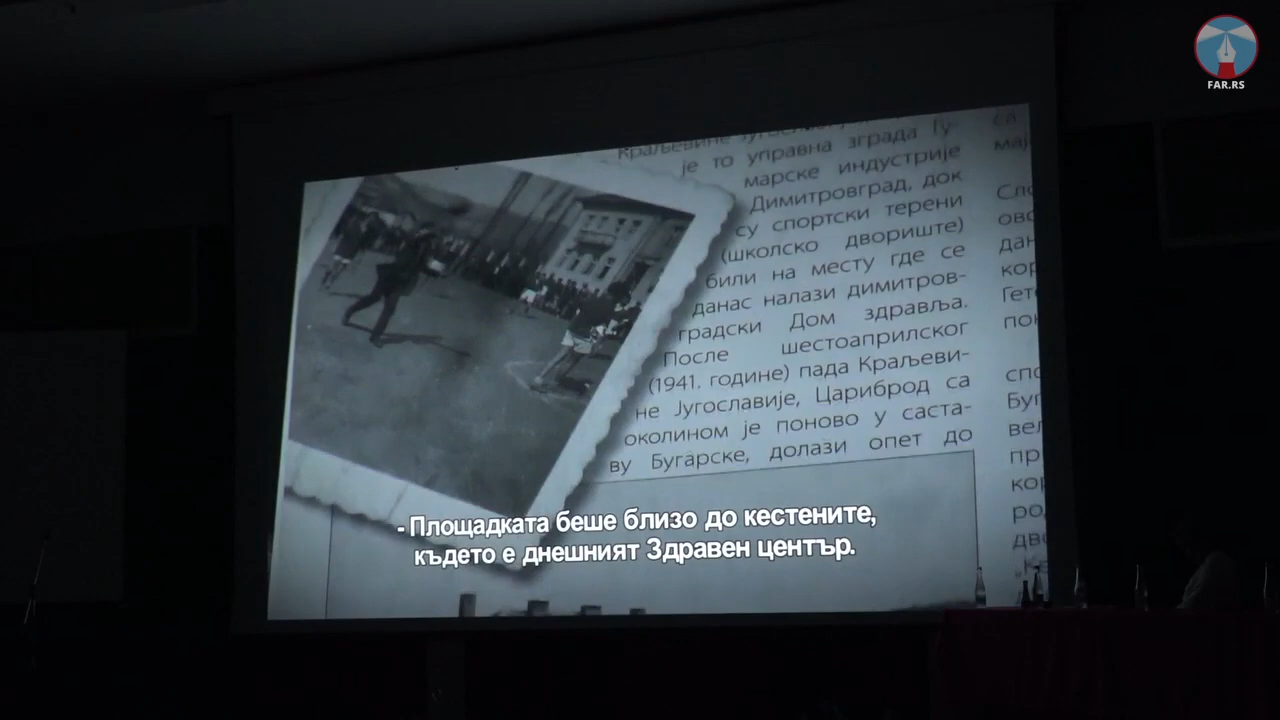 FAR.RS
је то управна зграда Гу-
марске индустрије
Димитровград, док
су спортски терени
(школско двориште)
били на месту где се
данас налази димитров-
градски Дом здравља.
После шестоаприлског
(1941. године) пада Краљеви-
не Југославије, Цариброд са
околином је поново у саста-
ву Бугарске, долази опет до
- Площадката беше близо до кестените,
където е днешният Здравен център.